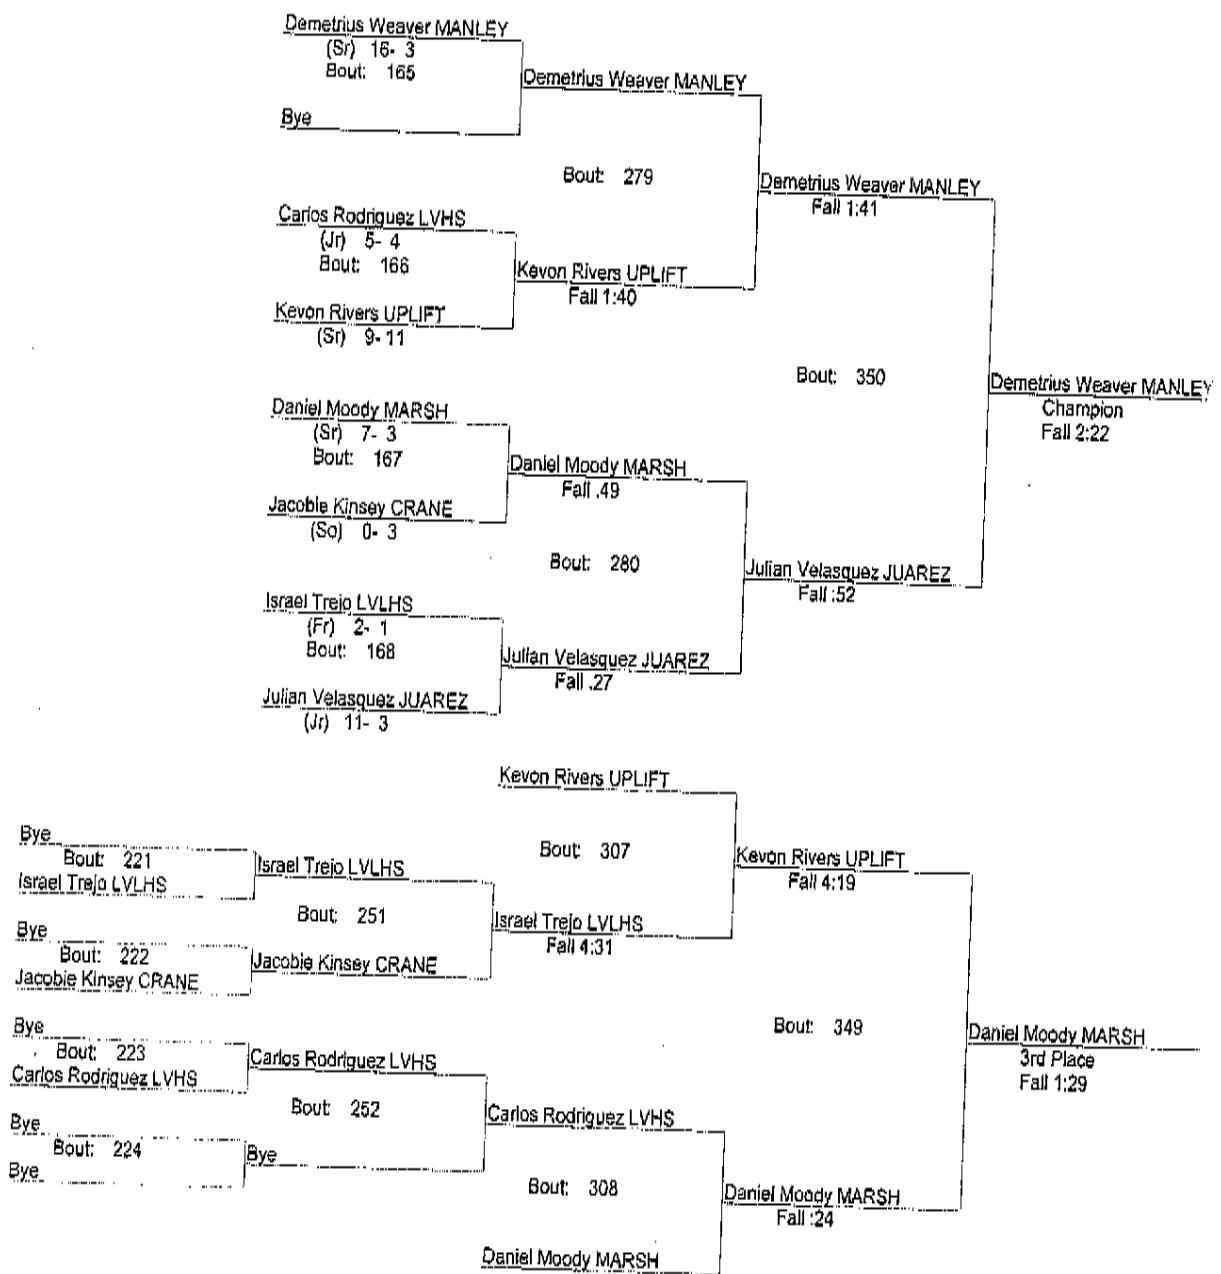 Demetrius Weaver MANLEY
(Sr) 16- 3
Bout: 165
Demetrius Weaver MANLEY
Bye
Bout: 279
Demetrius Weaver MANLEY
Fall 1:41
Carlos Rodriguez LVHS
(Jr) 5- 4
Bout: 166
Kevon Rivers UPLIFT
Fall 1:40
Kevon Rivers UPLIFT
(Sr) 9- 11
Bout: 350
Demetrius Weaver MANLEY
Champion
Fall 2:22
Daniel Moody MARSH
(Sr) 7- 3
Bout: 167
Daniel Moody MARSH
Fall .49
Jacobie Kinsey CRANE
(So) 0- 3
Bout: 280
Julian Velasquez JUAREZ
Fall :52
Israel Trejo LVLHS
(Fr) 2- 1
Bout: 168
Julian Velasquez JUAREZ
Fall .27
Julian Velasquez JUAREZ
(Jr) 11- 3
Kevon Rivers UPLIFT
Bye
Bout: 221
Israel Trejo LVLHS
Israel Trejo LVLHS
Bout: 307
Kevon Rivers UPLIFT
Fall 4:19
Bout: 251
Israel Trejo LVLHS
Fall 4:31
Bye
Bout: 222
Jacobie Kinsey CRANE
Jacobie Kinsey CRANE
Bout: 349
Daniel Moody MARSH
3rd Place
Fall 1:29
Bye
Bout: 223
Carlos Rodriguez LVHS
Carlos Rodriguez LVHS
Bout: 252
Carlos Rodriguez LVHS
Bye
Bout: 224
Bye
Bye
Bout: 308
Daniel Moody MARSH
Fall :24
Daniel Moody MARSH